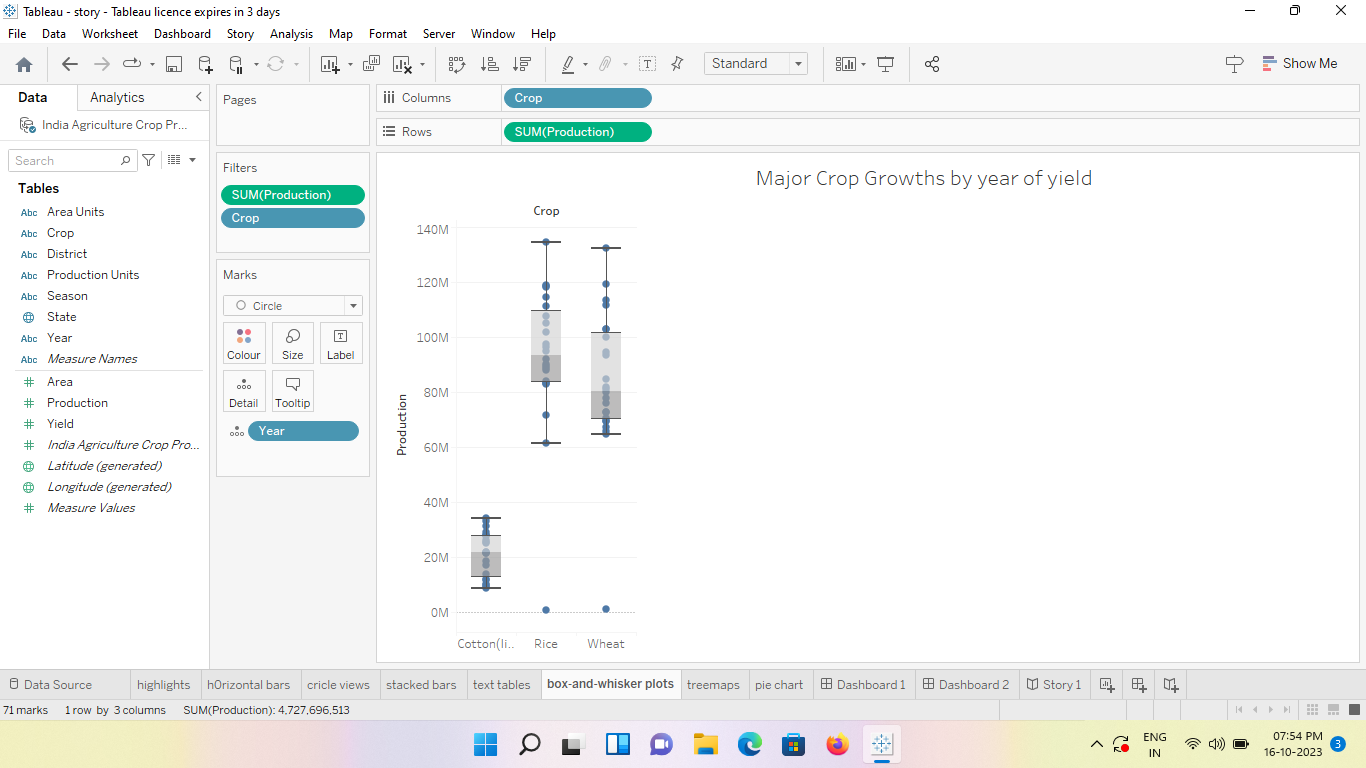 Tableau - story - Tableau licence expires in 3 days
File Data Worksheet Dashboard Story Analysis Map Format Server Window Help
Standard
Show Me
Data Analytics
India Agriculture Crop Pr...
Search
Tables
Abc Area Units
Abc Crop
Abc District
Abc Production Units
Abc Season
State
Abc Year
Abc Measure Names
# Area
# Production
# Yield
# India Agriculture Crop Pro...
Latitude (generated)
Longitude (generated)
# Measure Values
Pages
Filters
SUM(Production)
Crop
Marks
Circle
Colour Size Label
Detail Tooltip
Year
Columns Crop
Rows SUM(Production)
Major Crop Growths by year of yield
Crop
140M
120M
100M
80M
60M
40M
20M
0M
Production
Cotton(li.. Rice Wheat
Data Source highlights h0rizontal bars cricle views stacked bars text tables box-and-whisker plots treemaps pie chart Dashboard 1 Dashboard 2 Story 1
71 marks 1 row by 3 columns SUM(Production): 4,727,696,513
ENG
IN
07:54 PM
16-10-2023
3